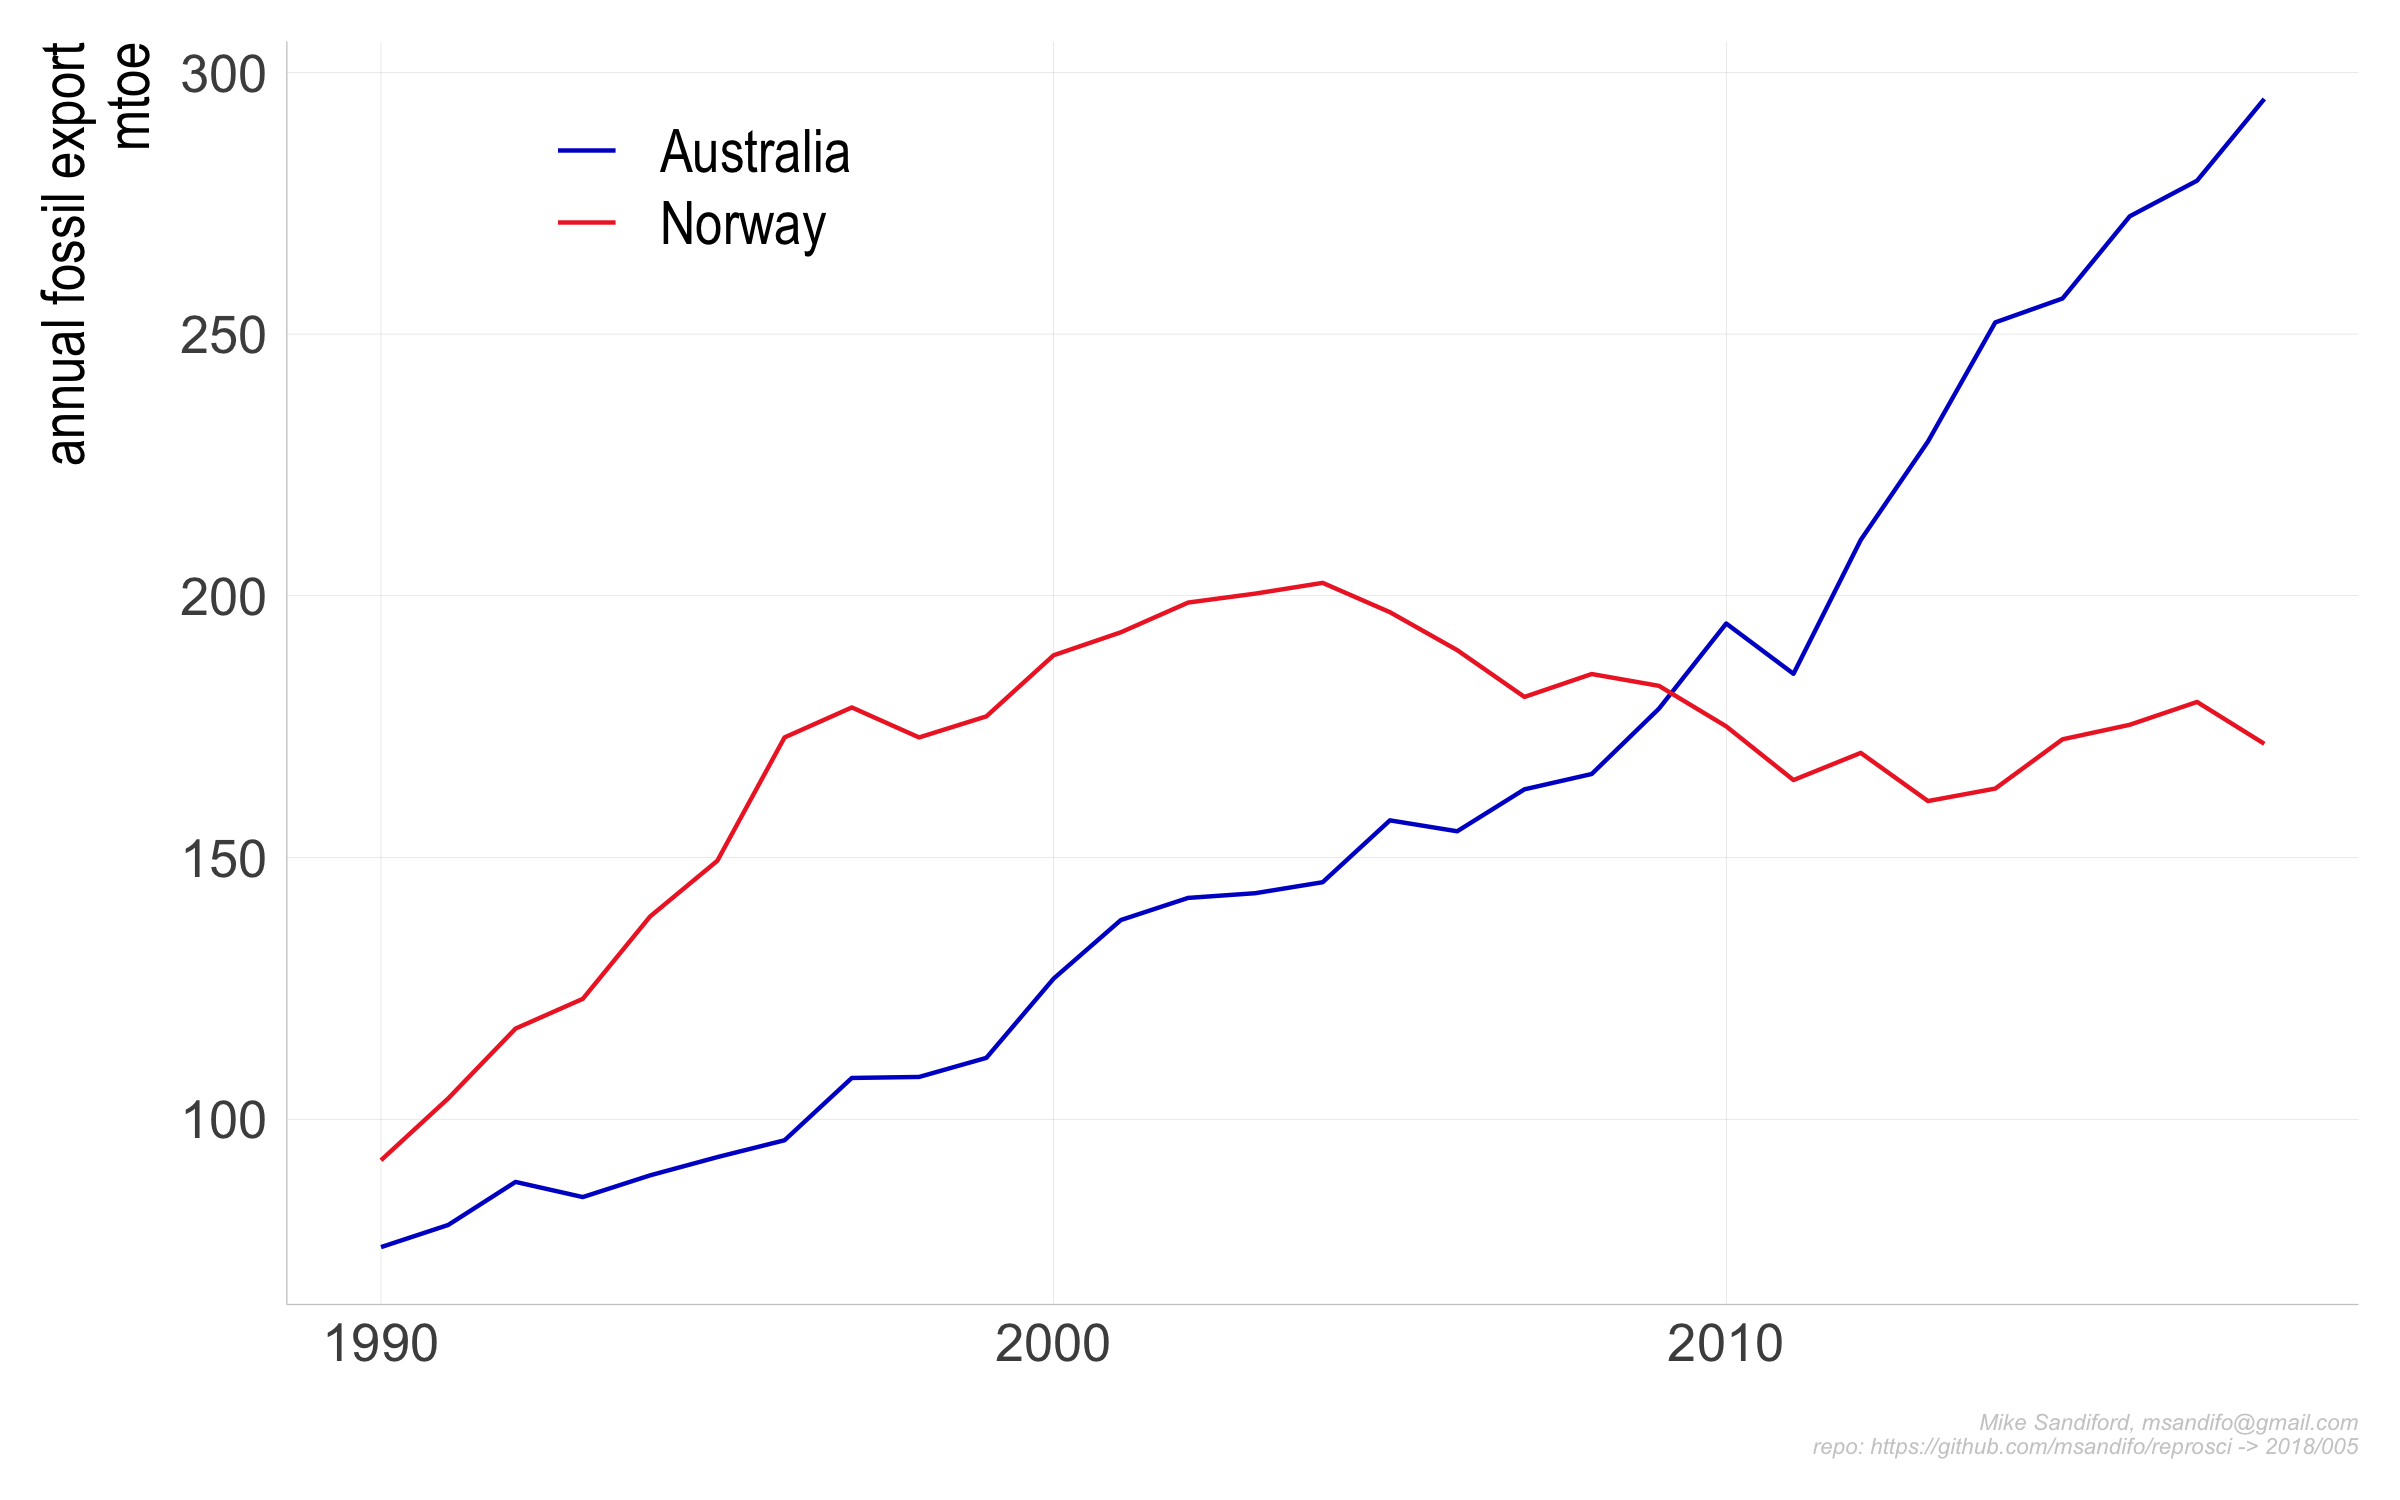 annual fossil export
mtoe
300
250
200
150
100
Australia
Norway
1990
2000
2010
Mike Sandiford, msandifo@gmail.com
repo: https://github.com/msandifo/reprosci -> 2018/005